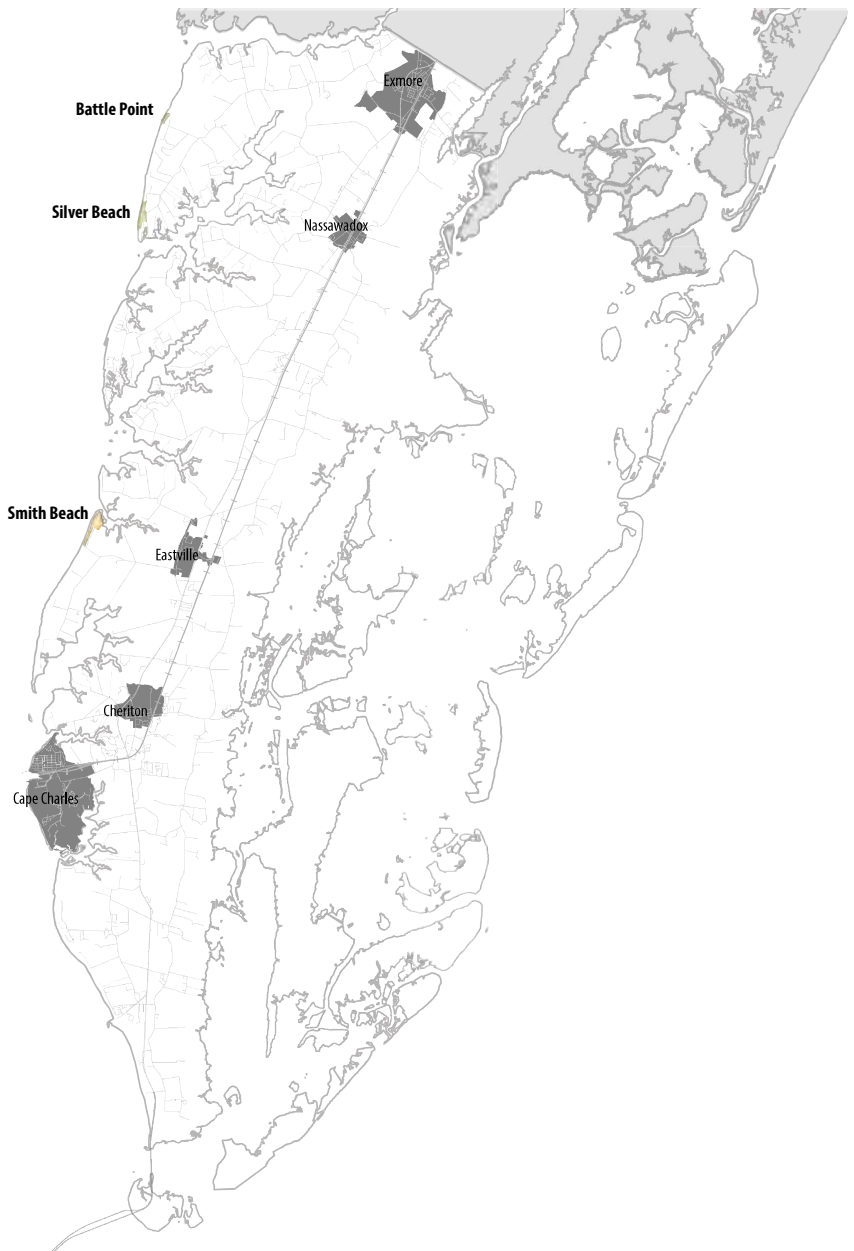 Exmore
Battle Point
Silver Beach
Nassawadox
Smith Beach
Eastville
Cheriton
Cape Charles